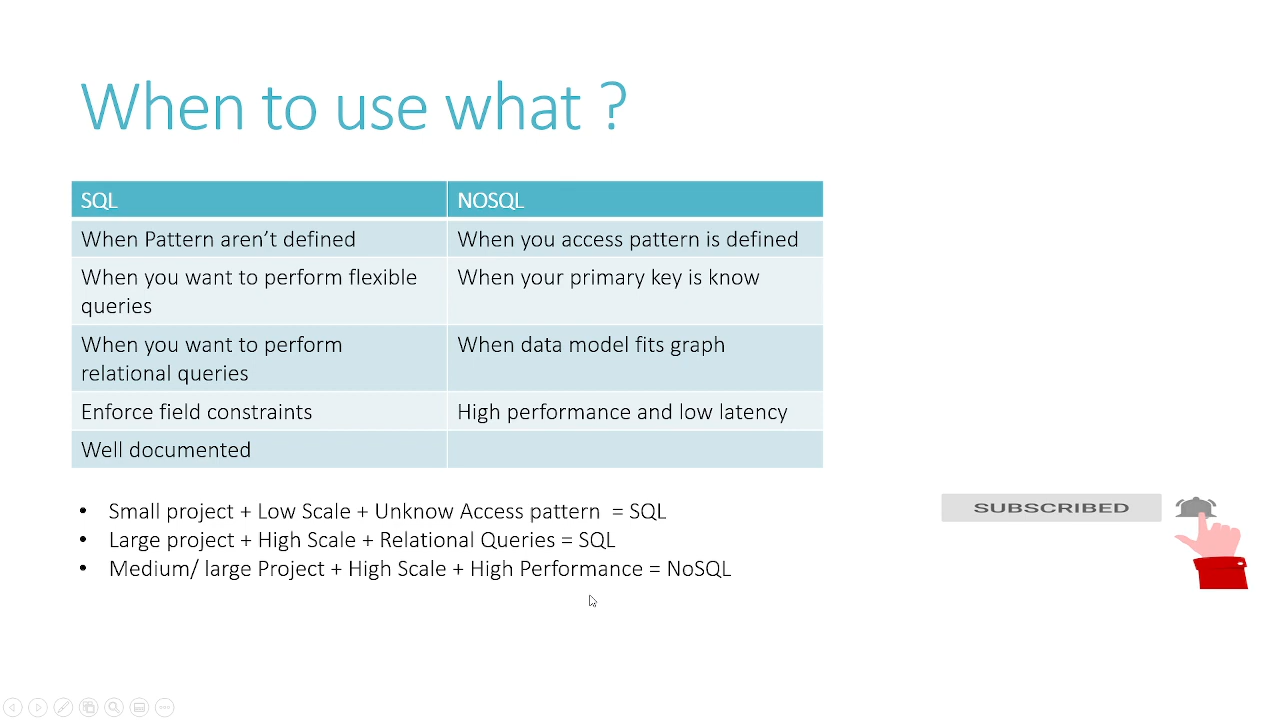 When to use what ?
SQL
NOSQL
When Pattern aren't defined
When you access pattern is defined
When you want to perform flexible
queries
When your primary key is know
When you want to perform
relational queries
When data model fits graph
Enforce field constraints
High performance and low latency
Well documented
• Small project + Low Scale + Unknow Access pattern = SQL
• Large project + High Scale + Relational Queries = SQL
• Medium/ large Project + High Scale + High Performance = NoSQL
SUBSCRIBED